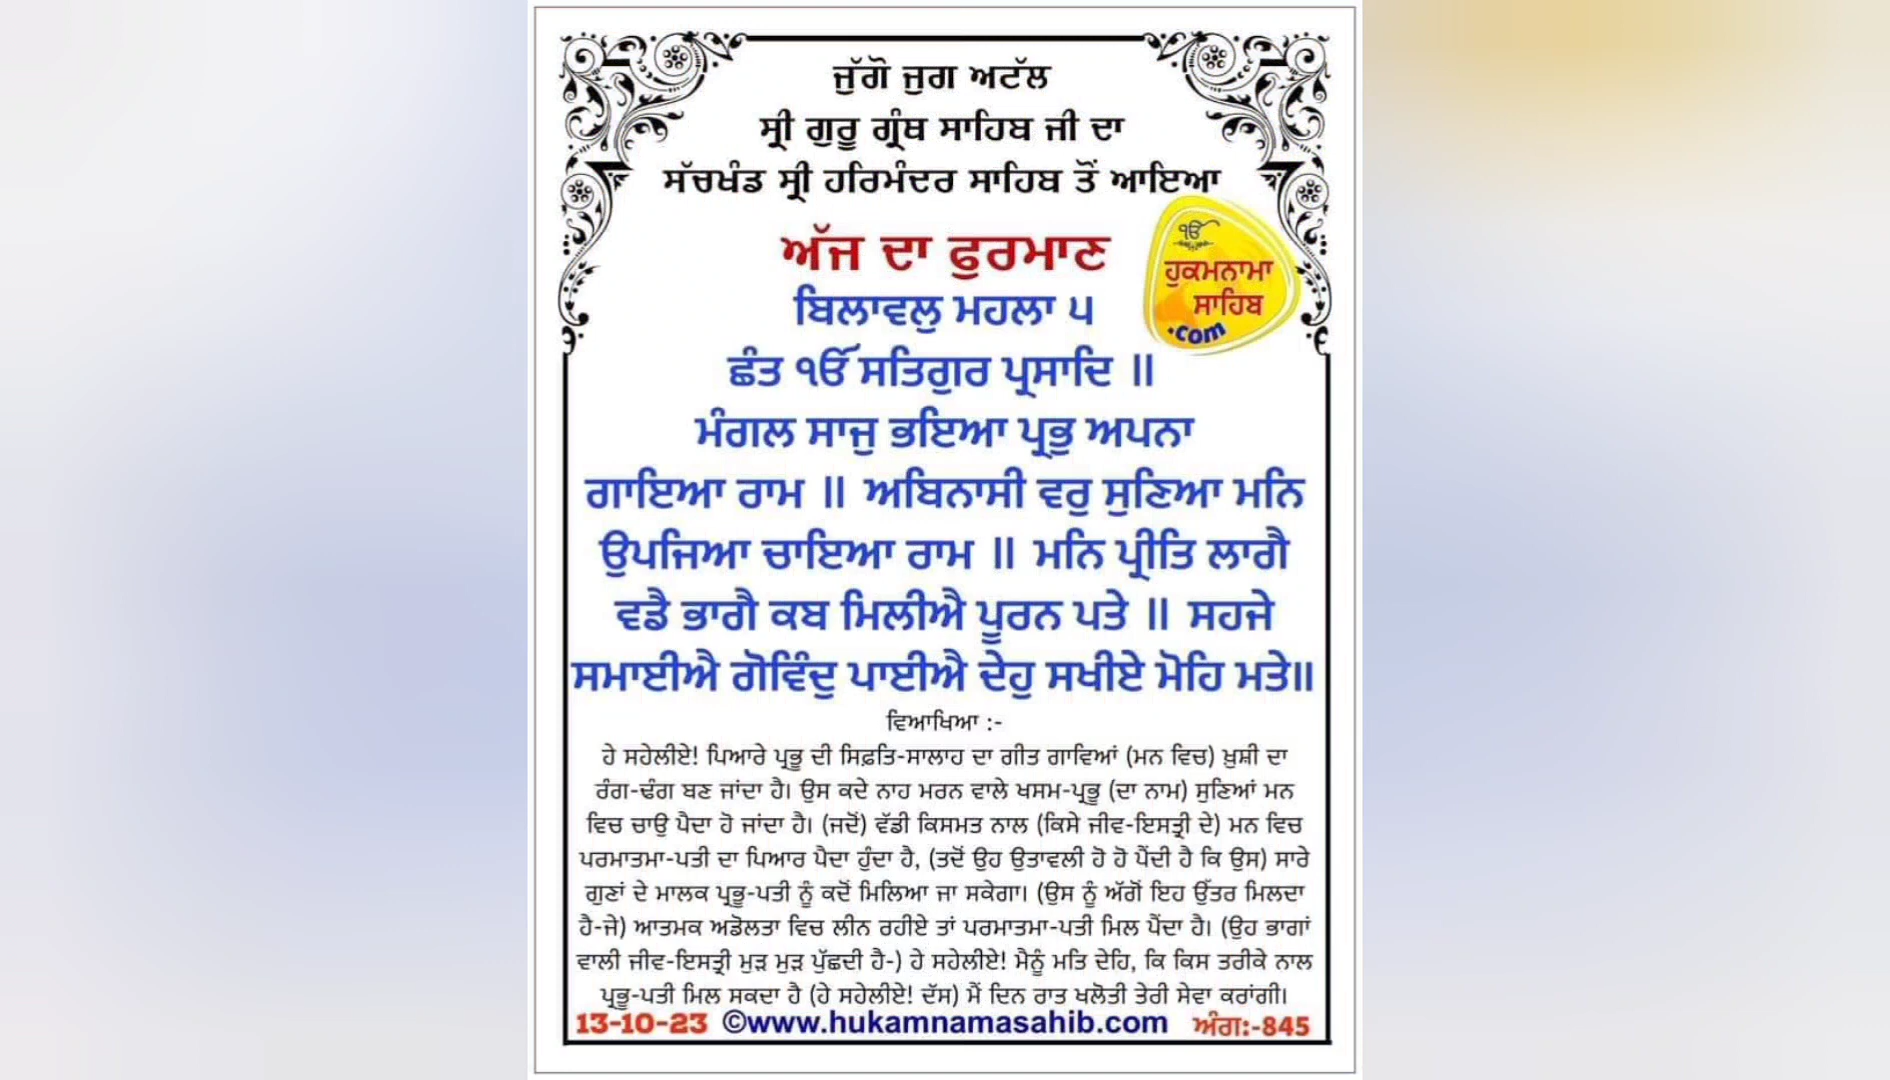 ਜੁੱਗੋ ਜੁਗ ਅਟੱਲ
ਸ੍ਰੀ ਗੁਰੂ ਗ੍ਰੰਥ ਸਾਹਿਬ ਜੀ ਦਾ
ਸੱਚਖੰਡ ਸ੍ਰੀ ਹਰਿਮੰਦਰ ਸਾਹਿਬ ਤੋਂ ਆਇਆ
ਅੱਜ ਦਾ ਫੁਰਮਾਣ
ੴ
ਹੁਕਮਨਾਮਾ
ਸਾਹਿਬ
.com
ਬਿਲਾਵਲੁ ਮਹਲਾ ੫
ਛੰਤ ੴ ਸਤਿਗੁਰ ਪ੍ਰਸਾਦਿ ॥
ਮੰਗਲ ਸਾਜੁ ਭਇਆ ਪ੍ਰਭੁ ਅਪਨਾ
ਗਾਇਆ ਰਾਮ ॥ ਅਬਿਨਾਸੀ ਵਰੁ ਸੁਣਿਆ ਮਨਿ
ਉਪਜਿਆ ਚਾਇਆ ਰਾਮ ॥ ਮਨਿ ਪ੍ਰੀਤਿ ਲਾਗੈ
ਵਡੈ ਭਾਗੈ ਕਬ ਮਿਲੀਐ ਪੂਰਨ ਪਤੇ ॥ ਸਹਜੇ
ਸਮਾਈਐ ਗੋਵਿੰਦੁ ਪਾਈਐ ਦੇਹੁ ਸਖੀਏ ਮੋਹਿ ਮਤੇ॥
ਵਿਆਖਿਆ :-
ਹੇ ਸਹੇਲੀਏ! ਪਿਆਰੇ ਪ੍ਰਭੂ ਦੀ ਸਿਫ਼ਤਿ-ਸਾਲਾਹ ਦਾ ਗੀਤ ਗਾਵਿਆਂ (ਮਨ ਵਿਚ) ਖ਼ੁਸ਼ੀ ਦਾ
ਰੰਗ-ਢੰਗ ਬਣ ਜਾਂਦਾ ਹੈ। ਉਸ ਕਦੇ ਨਾਹ ਮਰਨ ਵਾਲੇ ਖਸਮ-ਪ੍ਰਭੂ (ਦਾ ਨਾਮ) ਸੁਣਿਆਂ ਮਨ
ਵਿਚ ਚਾਉ ਪੈਦਾ ਹੋ ਜਾਂਦਾ ਹੈ। (ਜਦੋਂ) ਵੱਡੀ ਕਿਸਮਤ ਨਾਲ (ਕਿਸੇ ਜੀਵ-ਇਸਤ੍ਰੀ ਦੇ) ਮਨ ਵਿਚ
ਪਰਮਾਤਮਾ-ਪਤੀ ਦਾ ਪਿਆਰ ਪੈਦਾ ਹੁੰਦਾ ਹੈ, (ਤਦੋਂ ਉਹ ਉਤਾਵਲੀ ਹੋ ਹੋ ਪੈਂਦੀ ਹੈ ਕਿ ਉਸ) ਸਾਰੇ
ਗੁਣਾਂ ਦੇ ਮਾਲਕ ਪ੍ਰਭੂ-ਪਤੀ ਨੂੰ ਕਦੋਂ ਮਿਲਿਆ ਜਾ ਸਕੇਗਾ। (ਉਸ ਨੂੰ ਅੱਗੋਂ ਇਹ ਉੱਤਰ ਮਿਲਦਾ
ਹੈ-ਜੇ) ਆਤਮਕ ਅਡੋਲਤਾ ਵਿਚ ਲੀਨ ਰਹੀਏ ਤਾਂ ਪਰਮਾਤਮਾ-ਪਤੀ ਮਿਲ ਪੈਂਦਾ ਹੈ। (ਉਹ ਭਾਗਾਂ
ਵਾਲੀ ਜੀਵ-ਇਸਤ੍ਰੀ ਮੁੜ ਮੁੜ ਪੁੱਛਦੀ ਹੈ-) ਹੇ ਸਹੇਲੀਏ! ਮੈਨੂੰ ਮਤਿ ਦੇਹਿ, ਕਿ ਕਿਸ ਤਰੀਕੇ ਨਾਲ
ਪ੍ਰਭੂ-ਪਤੀ ਮਿਲ ਸਕਦਾ ਹੈ (ਹੇ ਸਹੇਲੀਏ! ਦੱਸ) ਮੈਂ ਦਿਨ ਰਾਤ ਖਲੋਤੀ ਤੇਰੀ ਸੇਵਾ ਕਰਾਂਗੀ।
13-10-23 ©www.hukamnamasahib.com ਅੰਗ:-845